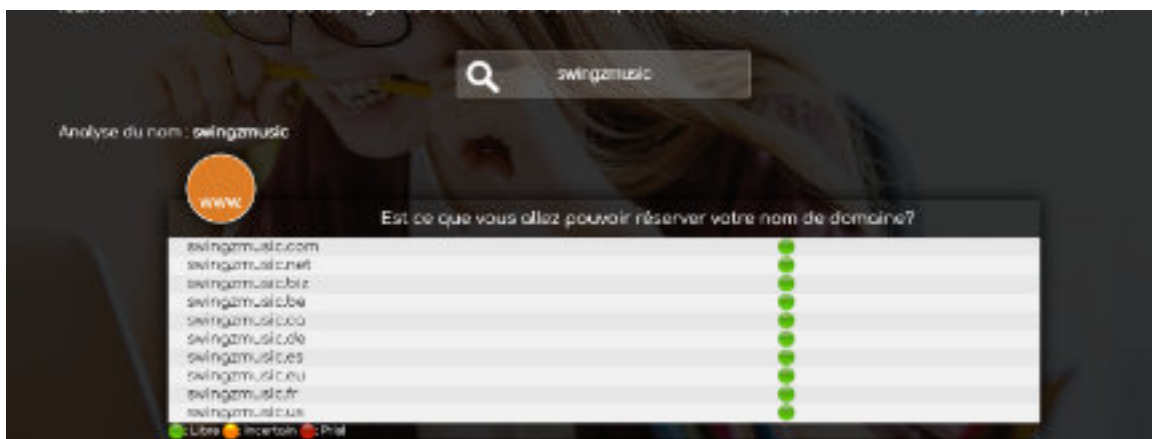 swingzmusic
Analyse du nom : swingzmusic
www.
Est ce que vous allez pouvoir réserver votre nom de domaine?
swingzmusic.com
swingzmusic.net
swingzmusic.biz
swingzmusic.be
swingzmusic.ca
swingzmusic.de
swingzmusic.es
swingzmusic.eu
swingzmusic.fr
swingzmusic.us
: Libre : Incertain : Pris!